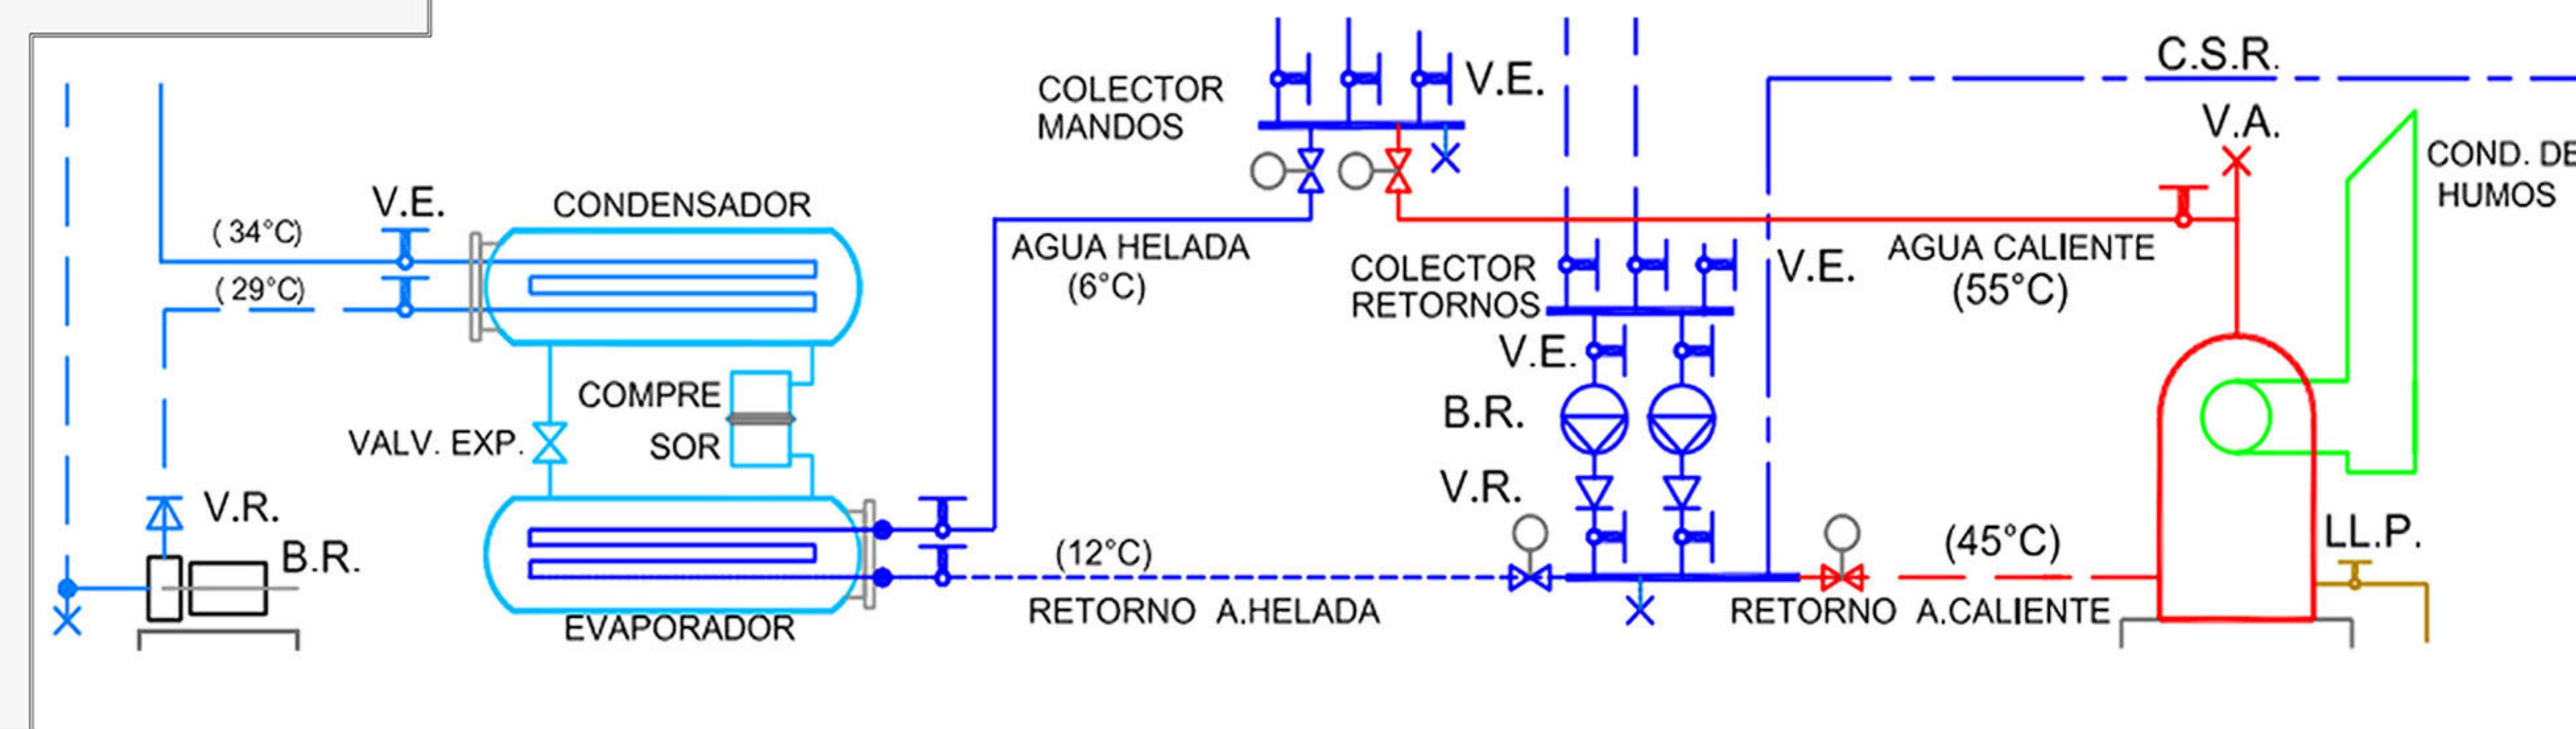 C.S.R.
COLECTOR
MANDOS
V.E.
V.A.
COND. DE
HUMOS
V.E.
CONDENSADOR
( 34°C)
( 29°C)
AGUA HELADA
(6°C)
COLECTOR
RETORNOS
V.E.
AGUA CALIENTE
(55°C)
V.E.
COMPRE
SOR
B.R.
VALV. EXP.
V.R.
V.R.
B.R.
(12°C)
(45°C)
LL.P.
RETORNO A.HELADA
RETORNO A.CALIENTE
EVAPORADOR